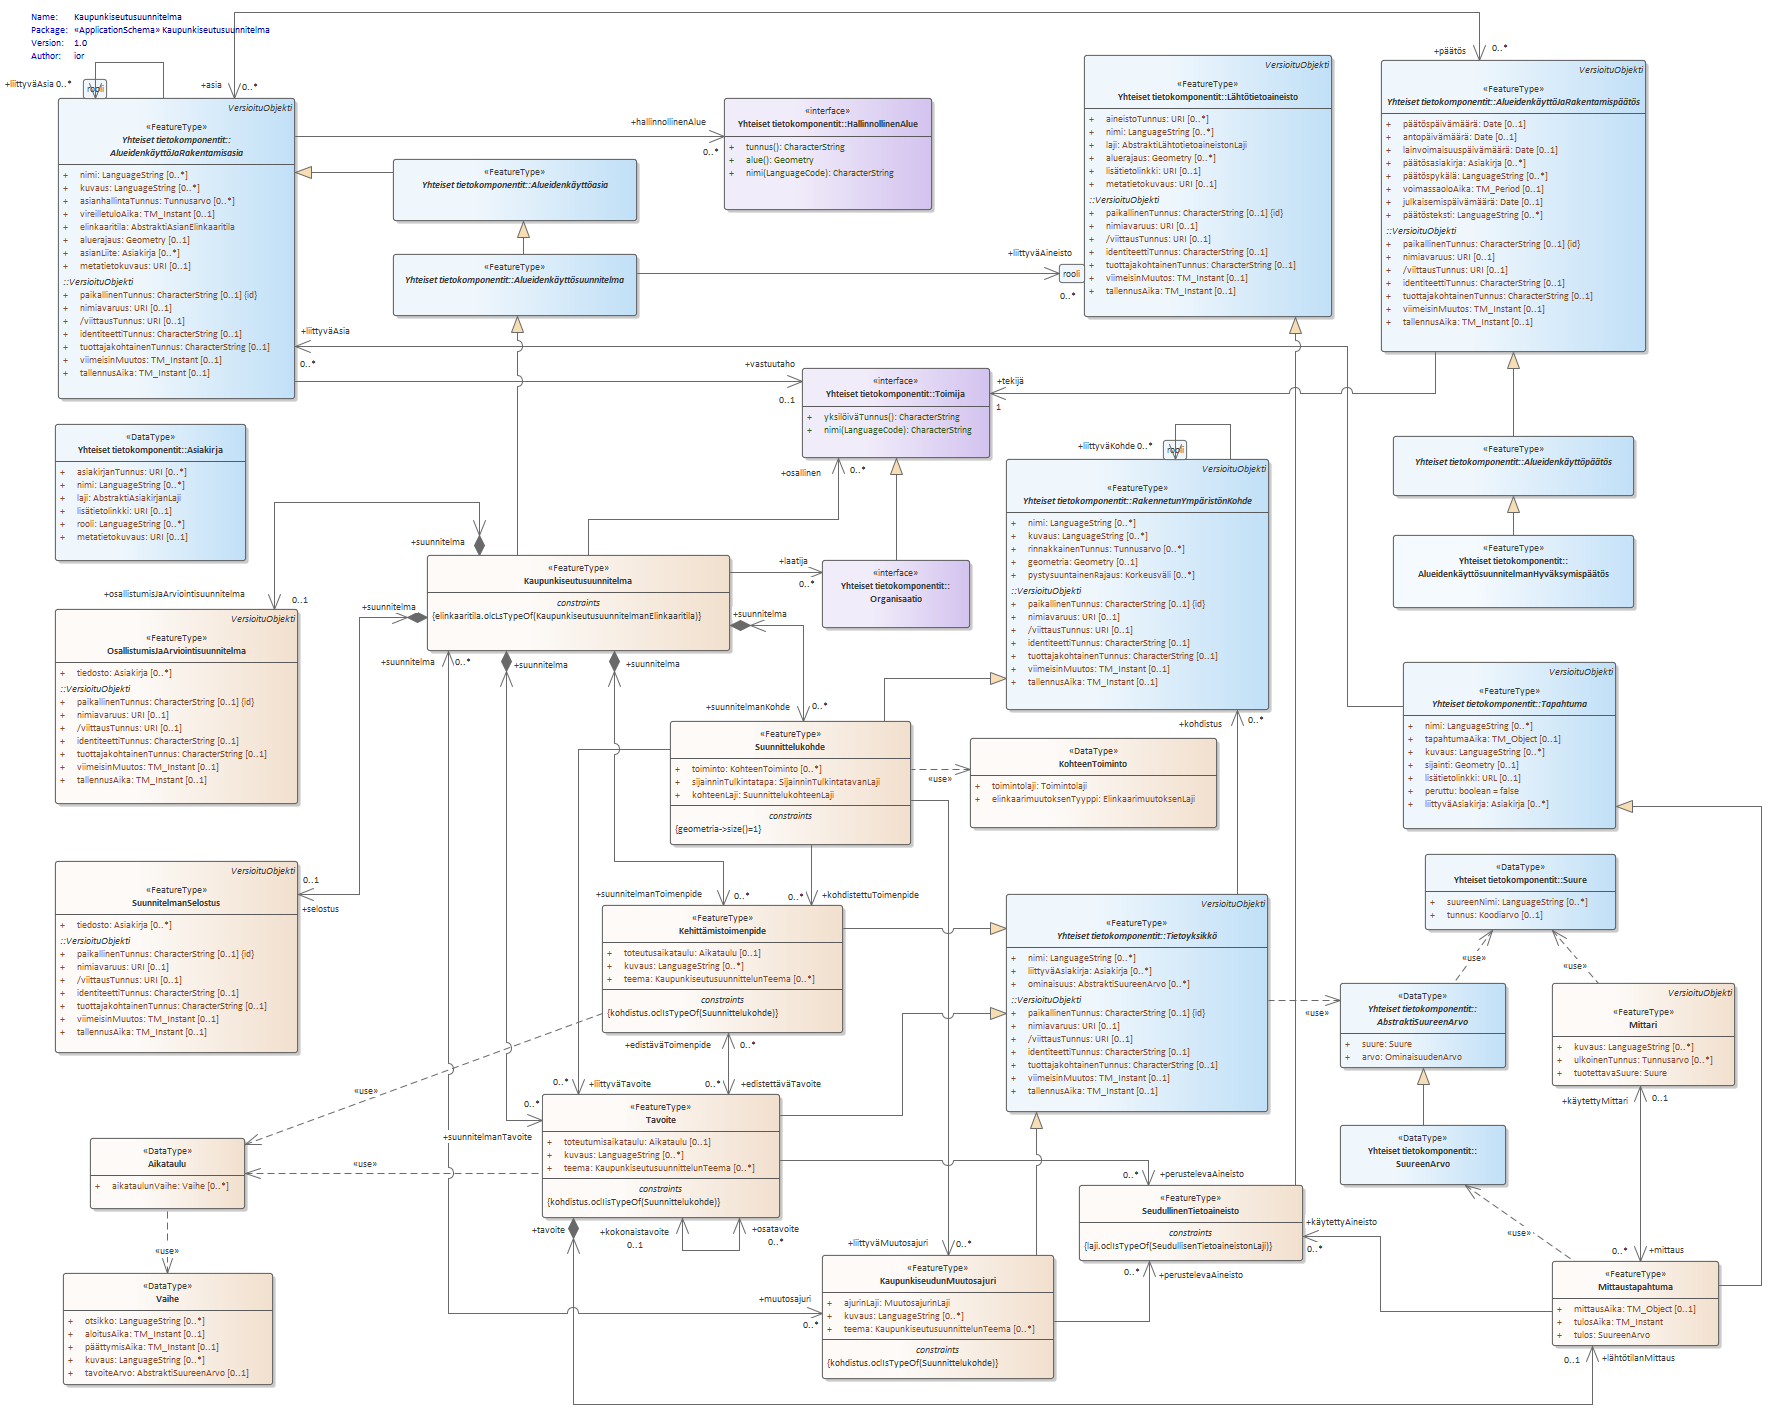 Name: Kaupunkiseutusuunnitelma
Package: «ApplicationSchema» Kaupunkiseutusuunnitelma
Version: 1.0
Author: ior
+liittyväAsia 0..*
rooli
+asia
0..*
+päätös
0..*
VersioituObjekti
«FeatureType»
Yhteiset tietokomponentit::
AlueidenkäyttöJaRakentamisasia
+ nimi: LanguageString [0..*]
+ kuvaus: LanguageString [0..*]
+ asianhallintaTunnus: Tunnusarvo [0..*]
+ vireilletuloAika: TM_Instant [0..1]
+ elinkaaritila: AbstraktiAsianElinkaaritila
+ aluerajaus: Geometry [0..1]
+ asianLiite: Asiakirja [0..*]
+ metatietokuvaus: URI [0..1]
::VersioituObjekti
+ paikallinenTunnus: CharacterString [0..1] {id}
+ nimiavaruus: URI [0..1]
+ /viittausTunnus: URI [0..1]
+ identiteettiTunnus: CharacterString [0..1]
+ tuottajakohtainenTunnus: CharacterString [0..1]
+ viimeisinMuutos: TM_Instant [0..1]
+ tallennusAika: TM_Instant [0..1]
+hallinnollinenAlue
0..*
«interface»
Yhteiset tietokomponentit::HallinnollinenAlue
+ tunnus(): CharacterString
+ alue(): Geometry
+ nimi(LanguageCode): CharacterString
«FeatureType»
Yhteiset tietokomponentit::Alueidenkäyttöasia
«FeatureType»
Yhteiset tietokomponentit::Alueidenkäyttösuunnitelma
+liittyväAineisto
rooli
0..*
VersioituObjekti
«FeatureType»
Yhteiset tietokomponentit::Lähtötietoaineisto
+ aineistoTunnus: URI [0..*]
+ nimi: LanguageString [0..*]
+ laji: AbstraktiLähtotietoaineistonLaji
+ aluerajaus: Geometry [0..*]
+ lisätietolinkki: URI [0..1]
+ metatietokuvaus: URI [0..1]
::VersioituObjekti
+ paikallinenTunnus: CharacterString [0..1] {id}
+ nimiavaruus: URI [0..1]
+ /viittausTunnus: URI [0..1]
+ identiteettiTunnus: CharacterString [0..1]
+ tuottajakohtainenTunnus: CharacterString [0..1]
+ viimeisinMuutos: TM_Instant [0..1]
+ tallennusAika: TM_Instant [0..1]
VersioituObjekti
«FeatureType»
Yhteiset tietokomponentit::AlueidenkäyttöJaRakentamispäätös
+ päätöspäivämäärä: Date [0..1]
+ antopäivämäärä: Date [0..1]
+ lainvoimaisuuspäivämäärä: Date [0..1]
+ päätösasiakirja: Asiakirja [0..*]
+ päätöspykälä: LanguageString [0..*]
+ voimassaoloAika: TM_Period [0..1]
+ julkaisemispäivämäärä: Date [0..1]
+ päätösteksti: LanguageString [0..*]
::VersioituObjekti
+ paikallinenTunnus: CharacterString [0..1] {id}
+ nimiavaruus: URI [0..1]
+ /viittausTunnus: URI [0..1]
+ identiteettiTunnus: CharacterString [0..1]
+ tuottajakohtainenTunnus: CharacterString [0..1]
+ viimeisinMuutos: TM_Instant [0..1]
+ tallennusAika: TM_Instant [0..1]
+liittyväAsia
0..*
+vastuutaho
0..1
«interface»
Yhteiset tietokomponentit::Toimija
+ yksilöiväTunnus(): CharacterString
+ nimi(LanguageCode): CharacterString
+tekijä
1
+osallinen
0..*
«DataType»
Yhteiset tietokomponentit::Asiakirja
+ asiakirjanTunnus: URI [0..*]
+ nimi: LanguageString [0..*]
+ laji: AbstraktiAsiakirjanLaji
+ lisätietolinkki: URI [0..1]
+ rooli: LanguageString [0..*]
+ metatietokuvaus: URI [0..1]
+liittyväKohde 0..*
rooli
VersioituObjekti
«FeatureType»
Yhteiset tietokomponentit::RakennetunYmpäristönKohde
+ nimi: LanguageString [0..*]
+ kuvaus: LanguageString [0..*]
+ rinnakkainenTunnus: Tunnusarvo [0..*]
+ geometria: Geometry [0..1]
+ pystysuuntainenRajaus: Korkeusväli [0..*]
::VersioituObjekti
+ paikallinenTunnus: CharacterString [0..1] {id}
+ nimiavaruus: URI [0..1]
+ /viittausTunnus: URI [0..1]
+ identiteettiTunnus: CharacterString [0..1]
+ tuottajakohtainenTunnus: CharacterString [0..1]
+ viimeisinMuutos: TM_Instant [0..1]
+ tallennusAika: TM_Instant [0..1]
«FeatureType»
Yhteiset tietokomponentit::Alueidenkäyttöpäätös
«FeatureType»
Yhteiset tietokomponentit::
AlueidenkäyttösuunnitelmanHyväksymispäätös
+suunnitelma
«FeatureType»
Kaupunkiseutusuunnitelma
constraints
{elinkaaritila.olcLsTypeOf(KaupunkiseutusuunnitelmanElinkaaritila)}
+laatija
0..*
«interface»
Yhteiset tietokomponentit::
Organisaatio
+osallistumisJaArviointisuunnitelma
0..1
+suunnitelma
+suunnitelma
VersioituObjekti
«FeatureType»
OsallistumisJaArviointisuunnitelma
+ tiedosto: Asiakirja [0..*]
::VersioituObjekti
+ paikallinenTunnus: CharacterString [0..1] {id}
+ nimiavaruus: URI [0..1]
+ /viittausTunnus: URI [0..1]
+ identiteettiTunnus: CharacterString [0..1]
+ tuottajakohtainenTunnus: CharacterString [0..1]
+ viimeisinMuutos: TM_Instant [0..1]
+ tallennusAika: TM_Instant [0..1]
+suunnitelma
0..*
+suunnitelma
+suunnitelma
+suunnitelmanKohde
0..*
«FeatureType»
Suunnittelukohde
+ toiminto: KohteenToiminto [0..*]
+ sijainninTulkintatapa: SijainninTulkintatavanLaji
+ kohteenLaji: SuunnittelukohteenLaji
constraints
{geometria->size()=1}
«use»
«DataType»
KohteenToiminto
+ toimintolaji: Toimintolaji
+ elinkaarimuutoksenTyyppi: ElinkaarimuutoksenLaji
+kohdistus
0..*
VersioituObjekti
«FeatureType»
Yhteiset tietokomponentit::Tapahtuma
+ nimi: LanguageString [0..*]
+ tapahtumaAika: TM_Object [0..1]
+ kuvaus: LanguageString [0..*]
+ sijainti: Geometry [0..1]
+ lisätietolinkki: URL [0..1]
+ peruttu: boolean = false
+ liittyväAsiakirja: Asiakirja [0..*]
0..1
+selostus
VersioituObjekti
«FeatureType»
SuunnitelmanSelostus
+ tiedosto: Asiakirja [0..*]
::VersioituObjekti
+ paikallinenTunnus: CharacterString [0..1] {id}
+ nimiavaruus: URI [0..1]
+ /viittausTunnus: URI [0..1]
+ identiteettiTunnus: CharacterString [0..1]
+ tuottajakohtainenTunnus: CharacterString [0..1]
+ viimeisinMuutos: TM_Instant [0..1]
+ tallennusAika: TM_Instant [0..1]
+suunnitelmanToimenpide
0..*
0..*
+kohdistettuToimenpide
«FeatureType»
Kehittämistoimenpide
+ toteutusaikataulu: Aikataulu [0..1]
+ kuvaus: LanguageString [0..*]
+ teema: KaupunkiseutusuunnittelunTeema [0..*]
constraints
{kohdistus.oclIsTypeOf(Suunnittelukohde)}
+edistäväToimenpide
0..*
VersioituObjekti
«FeatureType»
Yhteiset tietokomponentit::Tietoyksikkö
+ nimi: LanguageString [0..*]
+ liittyväAsiakirja: Asiakirja [0..*]
+ ominaisuus: AbstraktiSuureenArvo [0..*]
::VersioituObjekti
+ paikallinenTunnus: CharacterString [0..1] {id}
+ nimiavaruus: URI [0..1]
+ /viittausTunnus: URI [0..1]
+ identiteettiTunnus: CharacterString [0..1]
+ tuottajakohtainenTunnus: CharacterString [0..1]
+ viimeisinMuutos: TM_Instant [0..1]
+ tallennusAika: TM_Instant [0..1]
«use»
«DataType»
Yhteiset tietokomponentit::Suure
+ suureenNimi: LanguageString [0..*]
+ tunnus: Koodiarvo [0..1]
«use»
«use»
«DataType»
Yhteiset tietokomponentit::
AbstraktiSuureenArvo
+ suure: Suure
+ arvo: OminaisuudenArvo
VersioituObjekti
«FeatureType»
Mittari
+ kuvaus: LanguageString [0..*]
+ ulkoinenTunnus: Tunnusarvo [0..*]
+ tuotettavaSuure: Suure
+käytettyMittari
0..1
0..*
+liittyväTavoite
0..*
+edistettäväTavoite
«use»
0..*
+suunnitelmanTavoite
«FeatureType»
Tavoite
+ toteutumisaikataulu: Aikataulu [0..1]
+ kuvaus: LanguageString [0..*]
+ teema: KaupunkiseutusuunnittelunTeema [0..*]
constraints
{kohdistus.oclIisTypeOf(Suunnittelukohde)}
«DataType»
Yhteiset tietokomponentit::
SuureenArvo
«DataType»
Aikataulu
+ aikatauluVaihe: Vaihe [0..*]
«use»
0..*
+perustelevaAineisto
«FeatureType»
SeudullinenTietoaineisto
constraints
{laji.oclIsTypeOf(SeudullisenTietoaineistonLaji)}
+käytettyAineisto
0..*
«use»
+tavoite
+kokonaistavoite
0..1
+osatavoite
0..*
+liittyväMuutosajuri
0..*
0..*
+mittaus
«use»
«DataType»
Vaihe
+ otsikko: LanguageString [0..*]
+ aloitusAika: TM_Instant [0..1]
+ päättymisAika: TM_Instant [0..1]
+ kuvaus: LanguageString [0..*]
+ tavoiteArvo: AbstraktiSuureenArvo [0..1]
+muutosajuri
0..*
«FeatureType»
KaupunkiseudunMuutosajuri
+ ajurinLaji: MuutosajurinLaji
+ kuvaus: LanguageString [0..*]
+ teema: KaupunkiseutusuunnittelunTeema [0..*]
constraints
{kohdistus.oclIsTypeOf(Suunnittelukohde)}
0..*
+perustelevaAineisto
«FeatureType»
Mittaustapahtuma
+ mittausAika: TM_Object [0..1]
+ tulosAika: TM_Instant
+ tulos: SuureenArvo
0..1
+lähtötilanMittaus